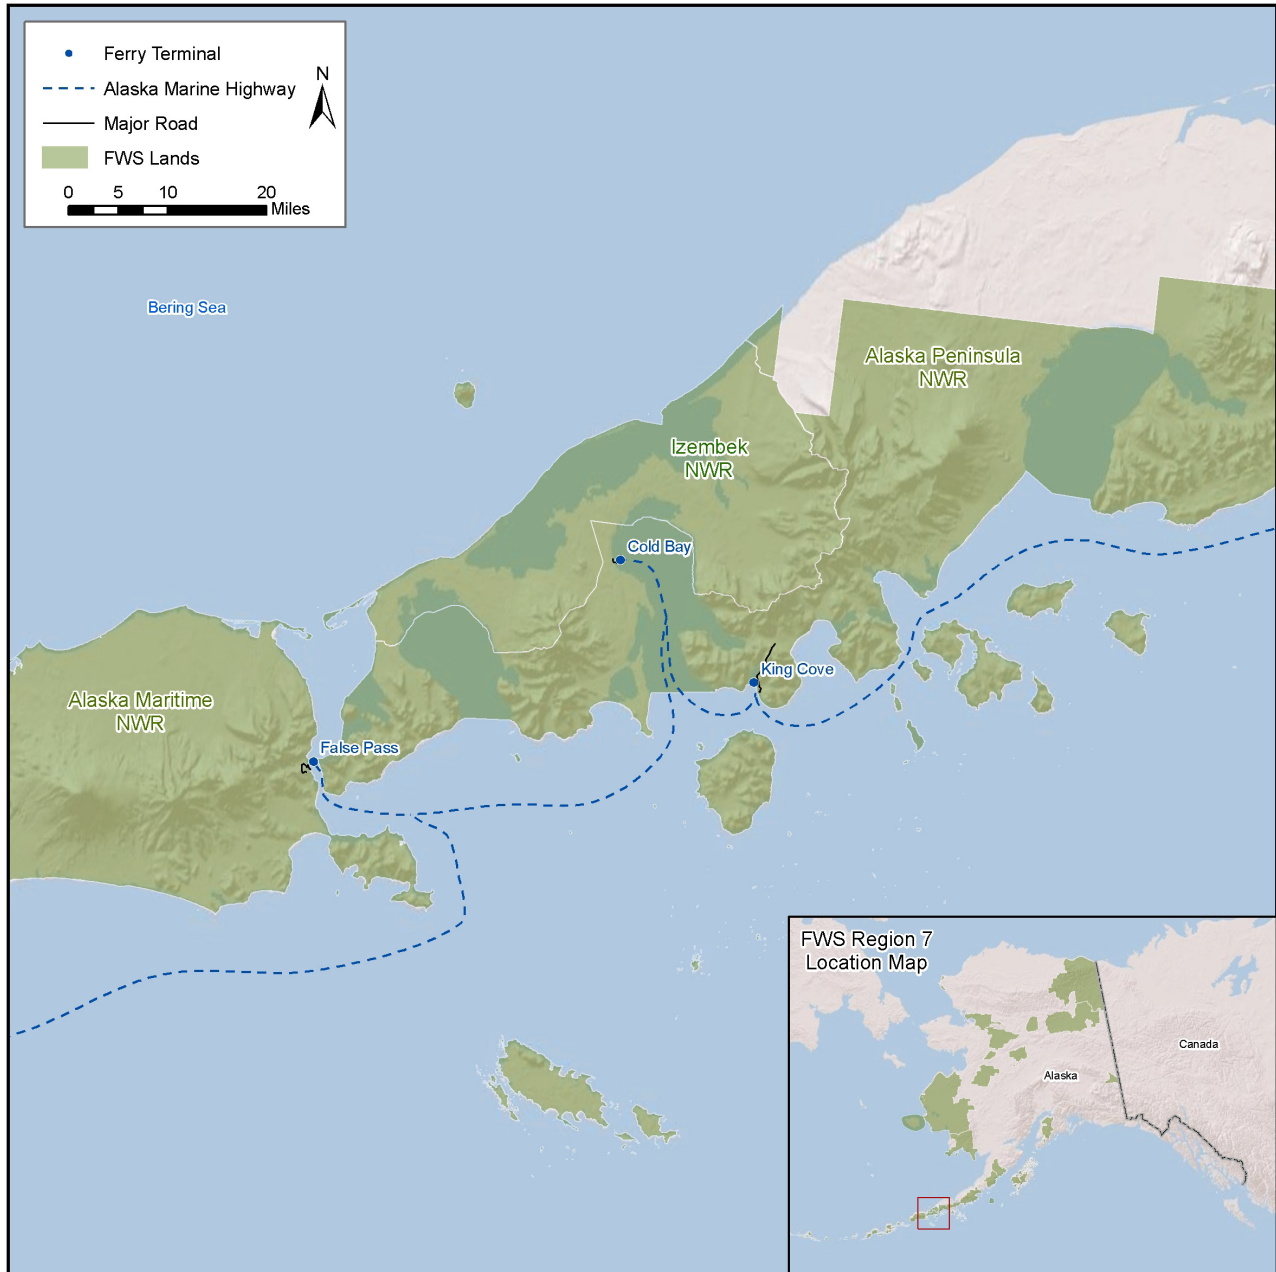 Ferry Terminal
Alaska Marine Highway
Major Road
FWS Lands
N
0 5 10 20
Miles
Bering Sea
Alaska Peninsula
NWR
Izembek
NWR
Cold Bay
King Cove
Alaska Maritime
NWR
False Pass
FWS Region 7
Location Map
Canada
Alaska